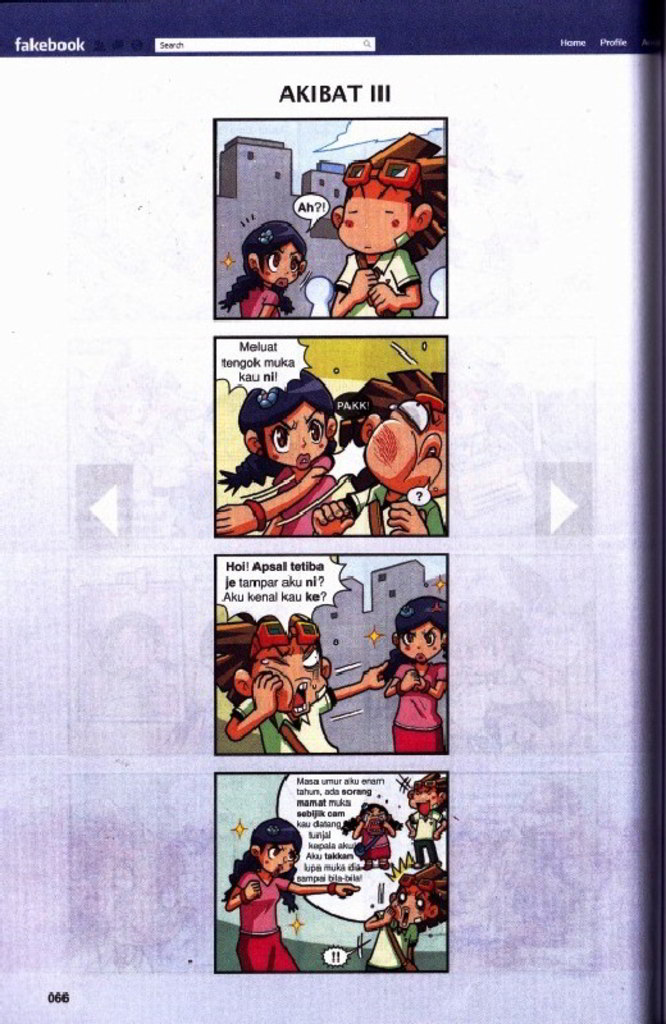 fakebook
Search
Home Profile
AKIBAT III
Ah?!
Meluat
tengok muka
kau ni!
PAKK!
?
Hoi! Apsal tetiba
je tampar aku ni?
Aku kenal kau ke?
Masa umur aku enam
tahun, ada sorang
mamat muka
sebijik cam
kau datang
tunjal
kepala aku!
Aku takkan
lupa muka dia
sampai bila-bila!
!!
066